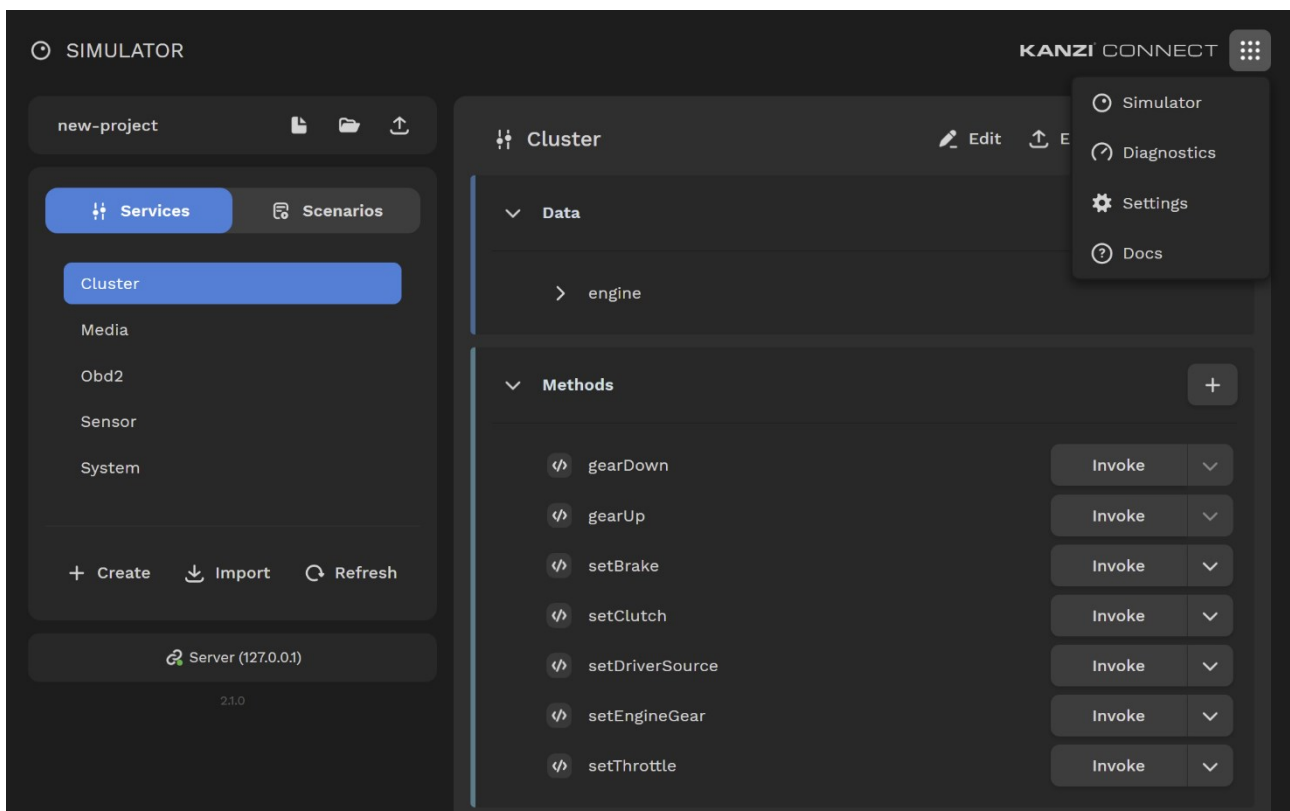 SIMULATOR
KANZI CONNECT
new-project
Services
Scenarios
Cluster
Media
Obd2
Sensor
System
Create
Import
Refresh
Server (127.0.0.1)
2.1.0
Cluster
Edit
Simulator
Diagnostics
Settings
Docs
Data
engine
Methods
gearDown Invoke
gearUp Invoke
setBrake Invoke
setClutch Invoke
setDriverSource Invoke
setEngineGear Invoke
setThrottle Invoke